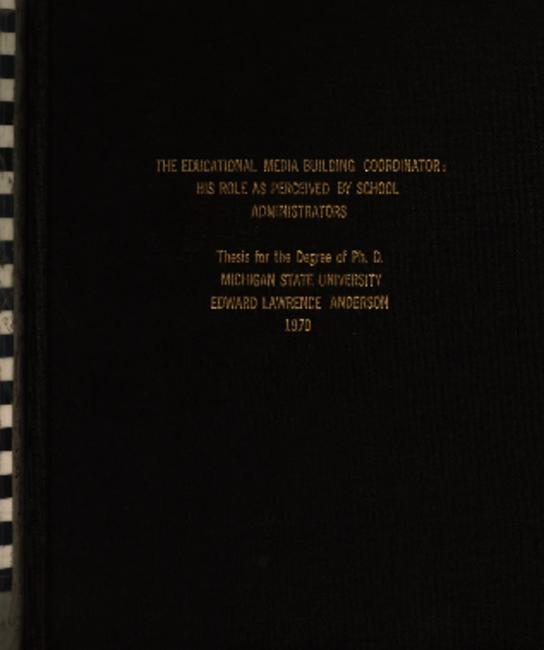 THE EDUCATIONAL MEDIA BUILDING COORDINATOR:
HIS ROLE AS PERCEIVED BY SCHOOL
ADMINISTRATORS
Thesis for the Degree of Ph. D.
MICHIGAN STATE UNIVERSITY
EDWARD LAWRENCE ANDERSON
1970